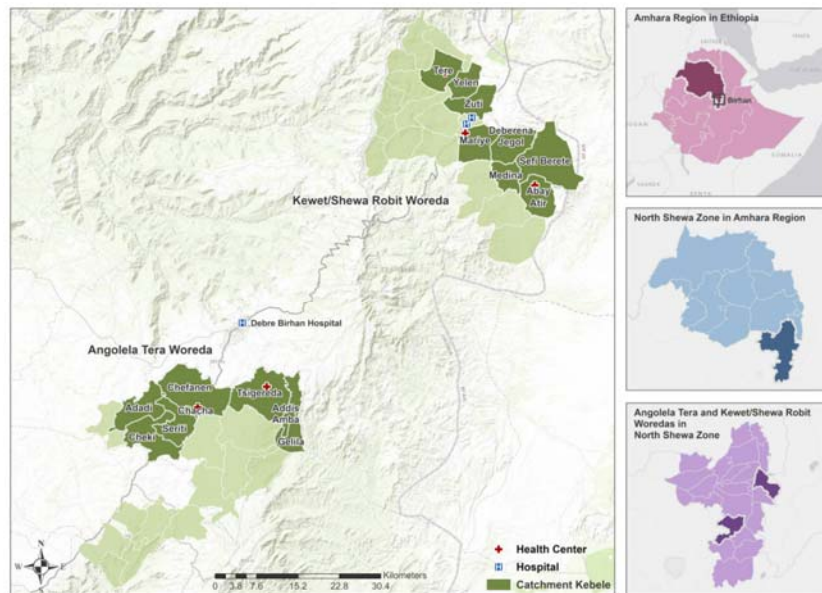 Tere
Yelen
Zuti
Mariye
Deberena
Jegol
Sefi Berete
Medina
Abay
Atir
Kewet/Shewa Robit Woreda
Debre Birhan Hospital
Angolela Tera Woreda
Chefanen
Tsigereda
Adadi
Chacha
Addis
Amba
Seriti
Cheki
Gelila
N
W
E
S
Kilometers
0 3.8 7.6 15.2 22.8 30.4
Health Center
Hospital
Catchment Kebele
Amhara Region in Ethiopia
Birhan
SOMALIA
North Shewa Zone in Amhara Region
Angolela Tera and Kewet/Shewa Robit
Woredas in
North Shewa Zone